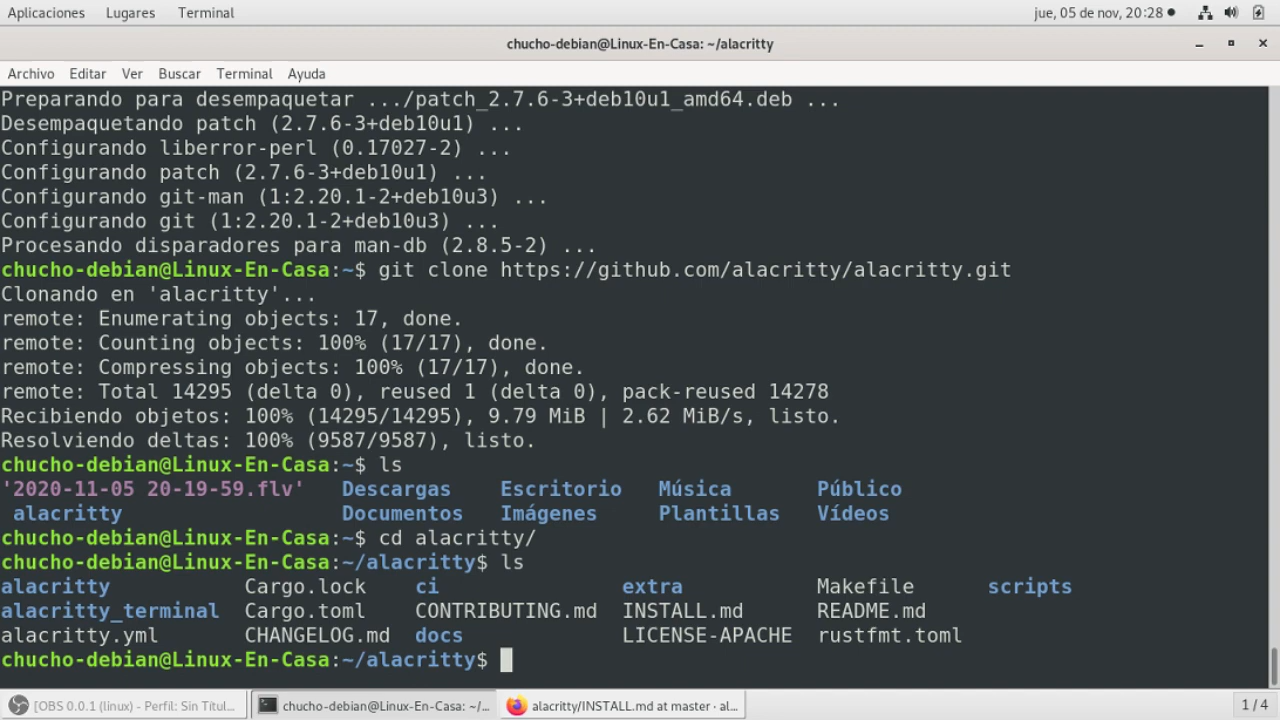 Aplicaciones Lugares Terminal jue, 05 de nov, 20:28
chucho-debian@Linux-En-Casa: ~/alacritty
Archivo Editar Ver Buscar Terminal Ayuda
Preparando para desempaquetar .../patch_2.7.6-3+deb10u1_amd64.deb ...
Desempaquetando patch (2.7.6-3+deb10u1) ...
Configurando liberror-perl (0.17027-2) ...
Configurando patch (2.7.6-3+deb10u1) ...
Configurando git-man (1:2.20.1-2+deb10u3) ...
Configurando git (1:2.20.1-2+deb10u3) ...
Procesando disparadores para man-db (2.8.5-2) ...
chucho-debian@Linux-En-Casa:~$ git clone https://github.com/alacritty/alacritty.git
Clonando en 'alacritty'...
remote: Enumerating objects: 17, done.
remote: Counting objects: 100% (17/17), done.
remote: Compressing objects: 100% (17/17), done.
remote: Total 14295 (delta 0), reused 1 (delta 0), pack-reused 14278
Recibiendo objetos: 100% (14295/14295), 9.79 MiB | 2.62 MiB/s, listo.
Resolviendo deltas: 100% (9587/9587), listo.
chucho-debian@Linux-En-Casa:~$ ls
'2020-11-05 20-19-59.flv' Descargas Escritorio Música Público
alacritty Documentos Imágenes Plantillas Vídeos
chucho-debian@Linux-En-Casa:~$ cd alacritty/
chucho-debian@Linux-En-Casa:~/alacritty$ ls
alacritty Cargo.lock ci extra Makefile scripts
alacritty_terminal Cargo.toml CONTRIBUTING.md INSTALL.md README.md
alacritty.yml CHANGELOG.md docs LICENSE-APACHE rustfmt.toml
chucho-debian@Linux-En-Casa:~/alacritty$
[OBS 0.0.1 (linux) - Perfil: Sin Títul... chucho-debian@Linux-En-Casa: ~/... alacritty/INSTALL.md at master · al... 1 / 4